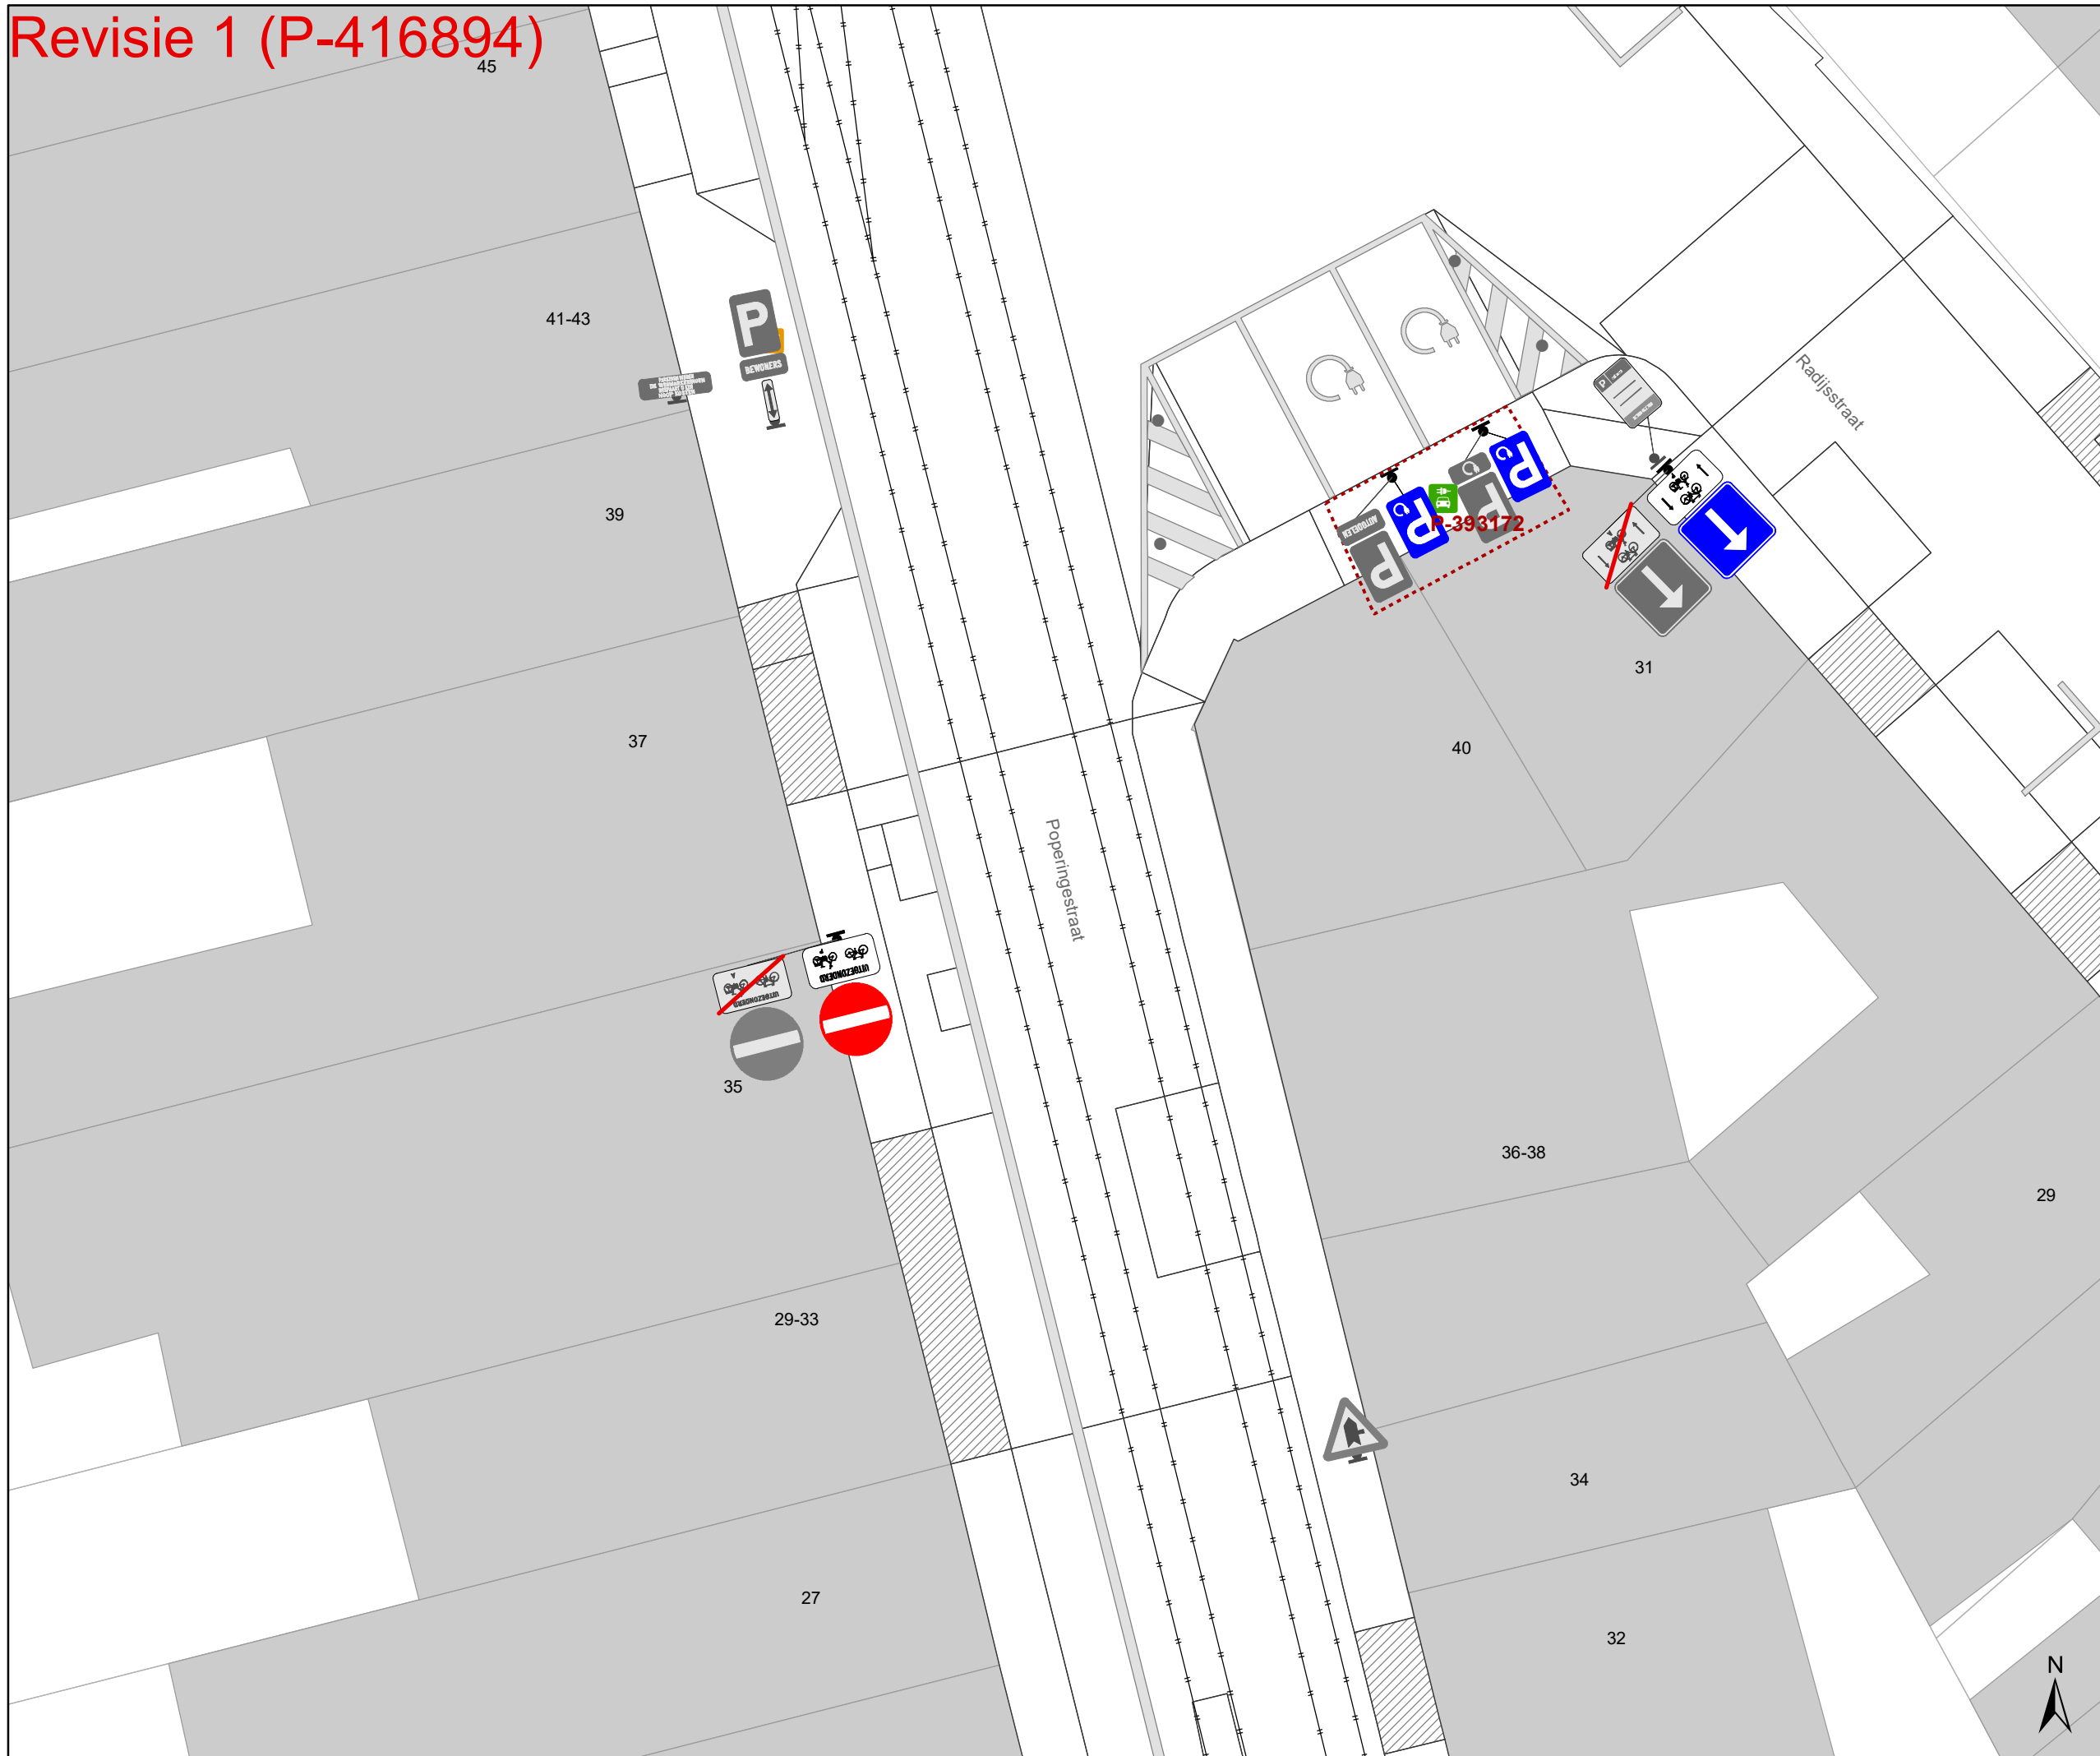 Revisie 1 (P-416894)
45
41-43
P
BEWONERS
39
Radijsstraat
P
P
P
AUTODELEN
P-393172
P
P
31
37
40
Poperingestraat
UITGEZONDERD
UITGEZONDERD
35
36-38
29
29-33
34
27
32
N